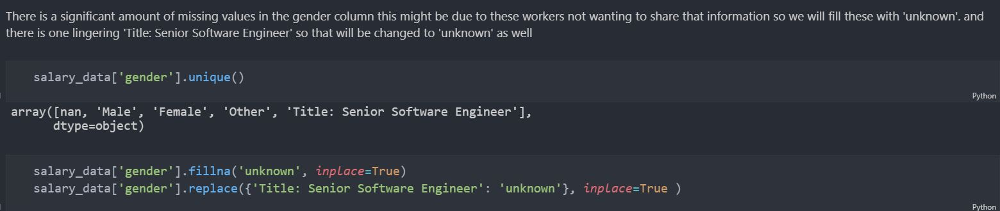 There is a significant amount of missing values in the gender column this might be due to these workers not wanting to share that information so we will fill these with 'unknown'. and
there is one lingering 'Title: Senior Software Engineer' so that will be changed to 'unknown' as well
salary_data['gender'].unique()
Python
array([nan, 'Male', 'Female', 'Other', 'Title: Senior Software Engineer'],
      dtype=object)
salary_data['gender'].fillna('unknown', inplace=True)
salary_data['gender'].replace({'Title: Senior Software Engineer': 'unknown'}, inplace=True )
Python